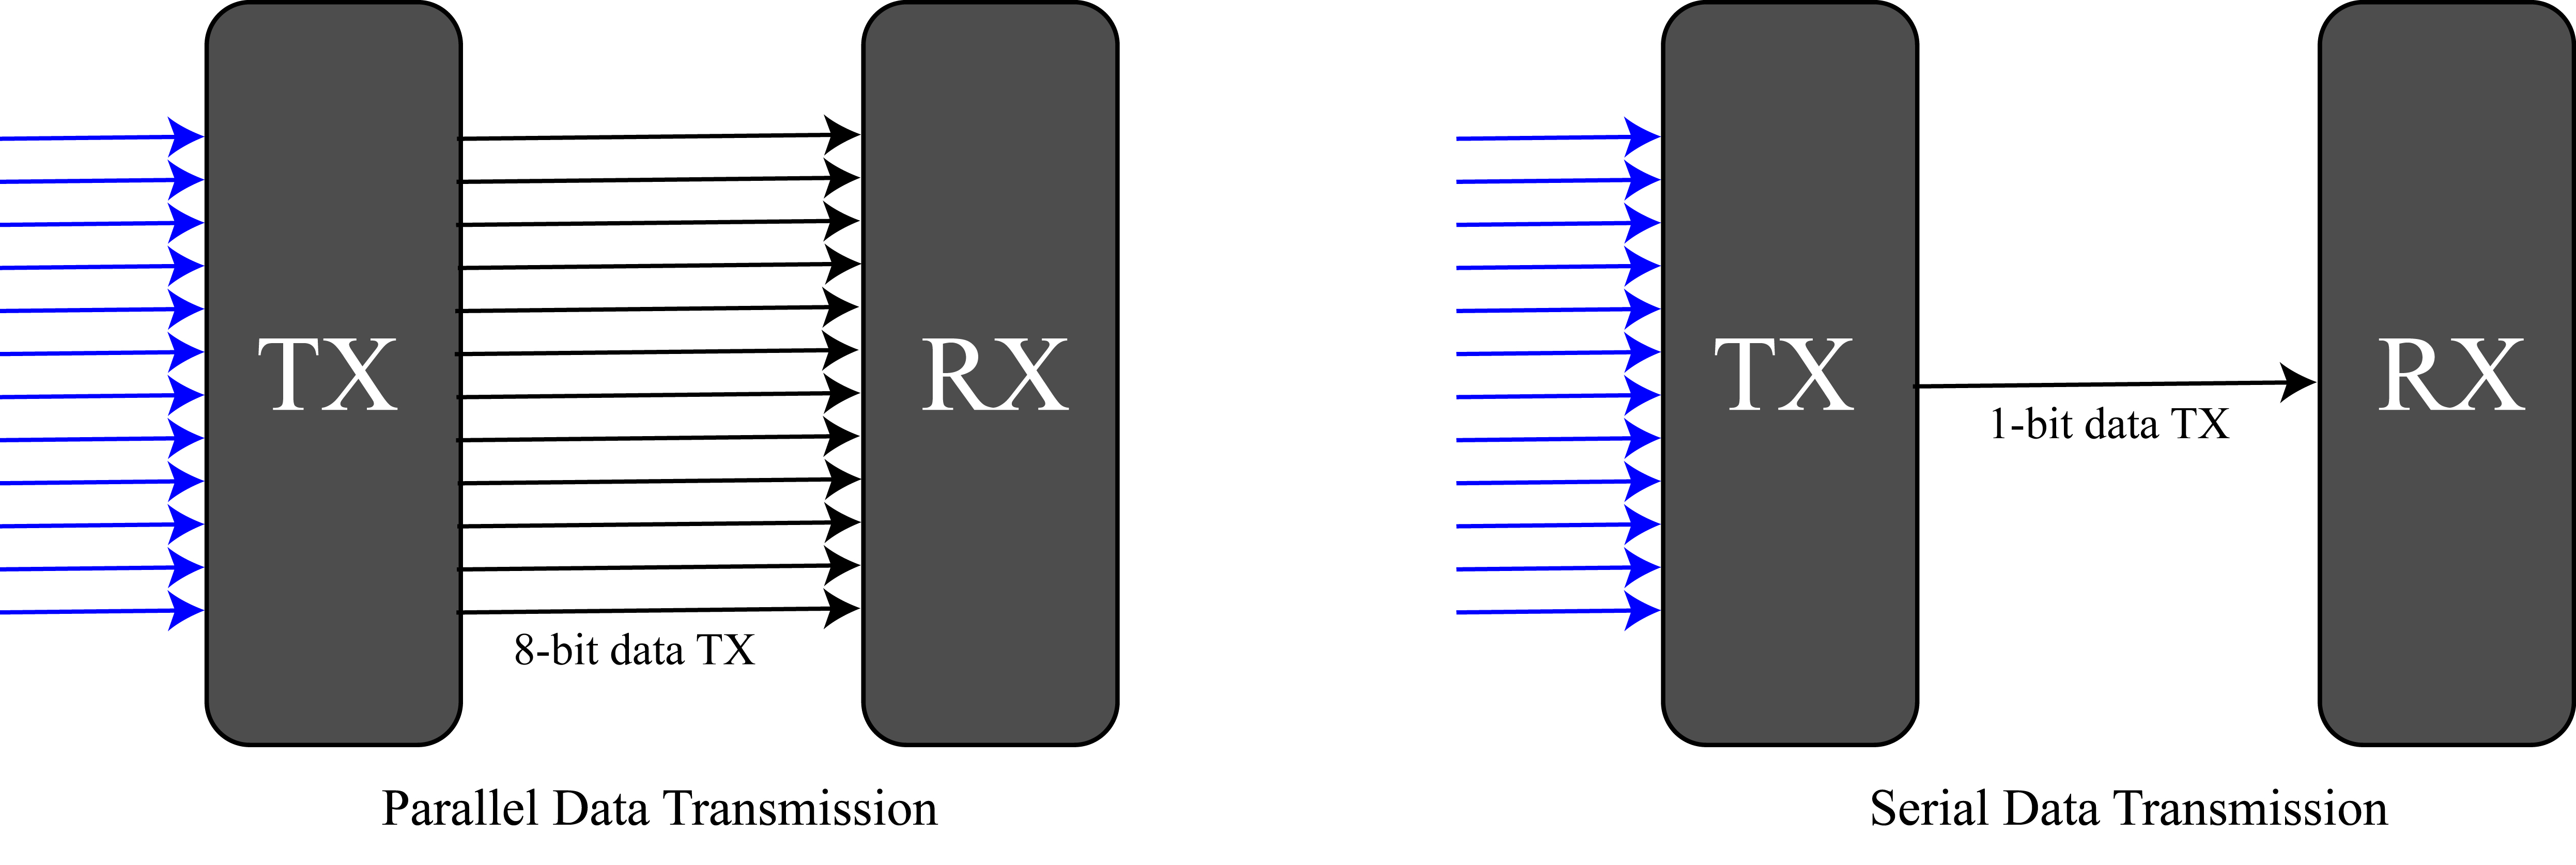 TX
RX
8-bit data TX
Parallel Data Transmission
TX
1-bit data TX
RX
Serial Data Transmission